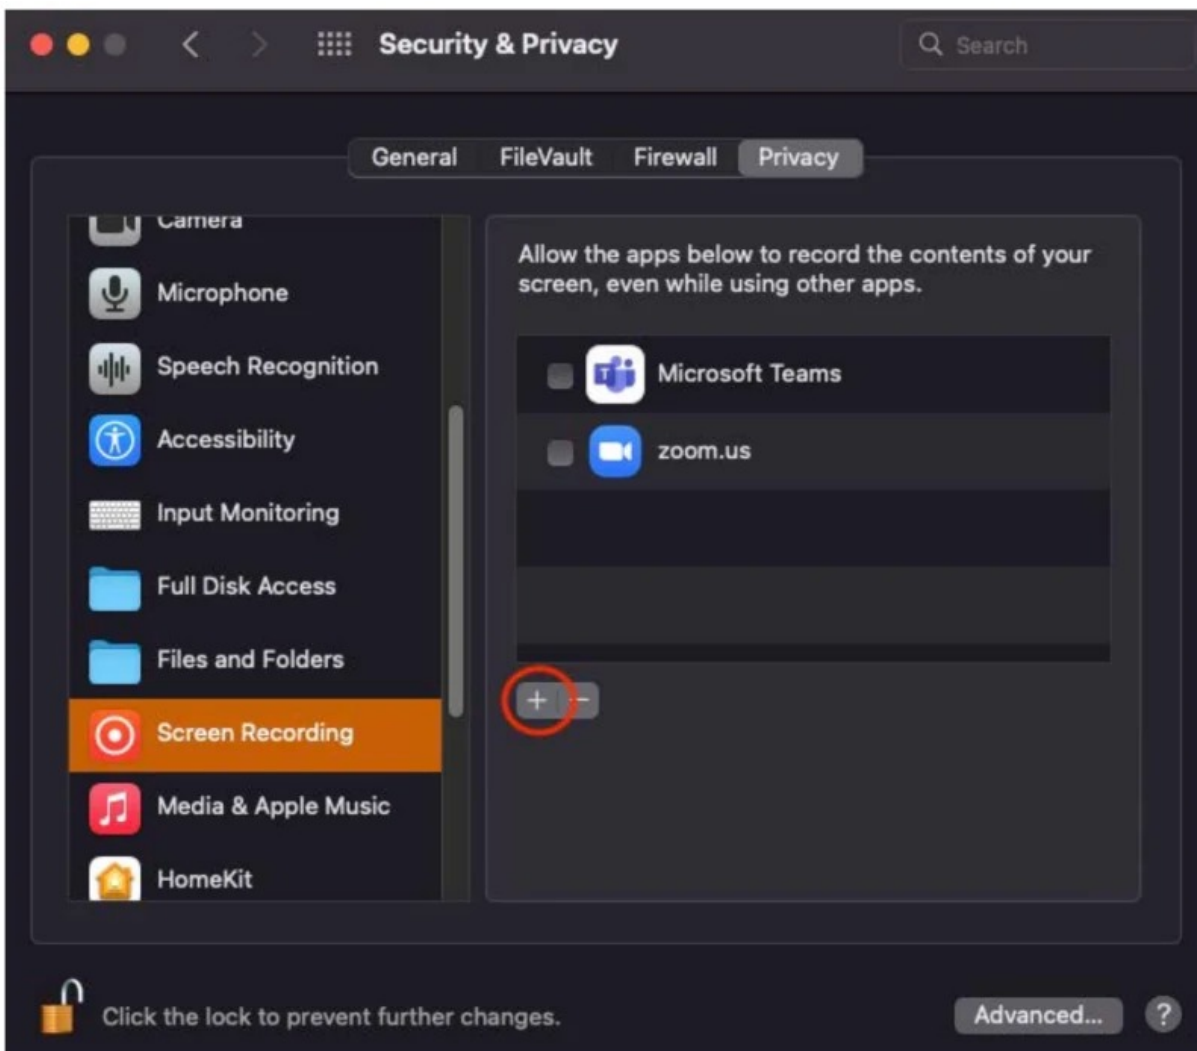 Security & Privacy
Search
General FileVault Firewall Privacy
Camera
Microphone
Speech Recognition
Accessibility
Input Monitoring
Full Disk Access
Files and Folders
Screen Recording
Media & Apple Music
HomeKit
Allow the apps below to record the contents of your
screen, even while using other apps.
Microsoft Teams
zoom.us
+ −
Click the lock to prevent further changes.
Advanced... ?